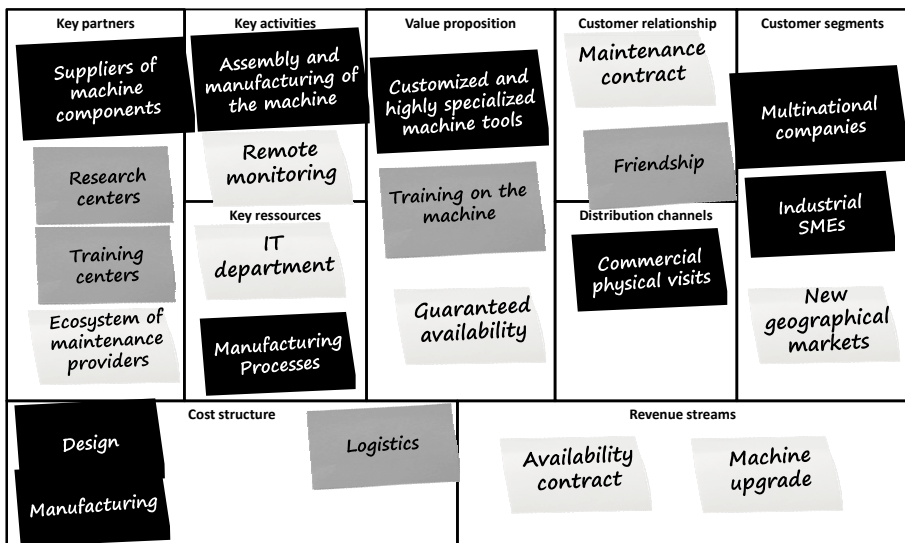 Key partners
Suppliers of
machine
components
Research
centers
Training
centers
Ecosystem of
maintenance
providers
Key activities
Assembly and
manufacturing of
the machine
Remote
monitoring
Key ressources
IT
department
Manufacturing
Processes
Value proposition
Customized and
highly specialized
machine tools
Training on the
machine
Guaranteed
availability
Customer relationship
Maintenance
contract
Friendship
Distribution channels
Commercial
physical visits
Customer segments
Multinational
companies
Industrial
SMEs
New
geographical
markets
Cost structure
Design
Manufacturing
Logistics
Revenue streams
Availability
contract
Machine
upgrade